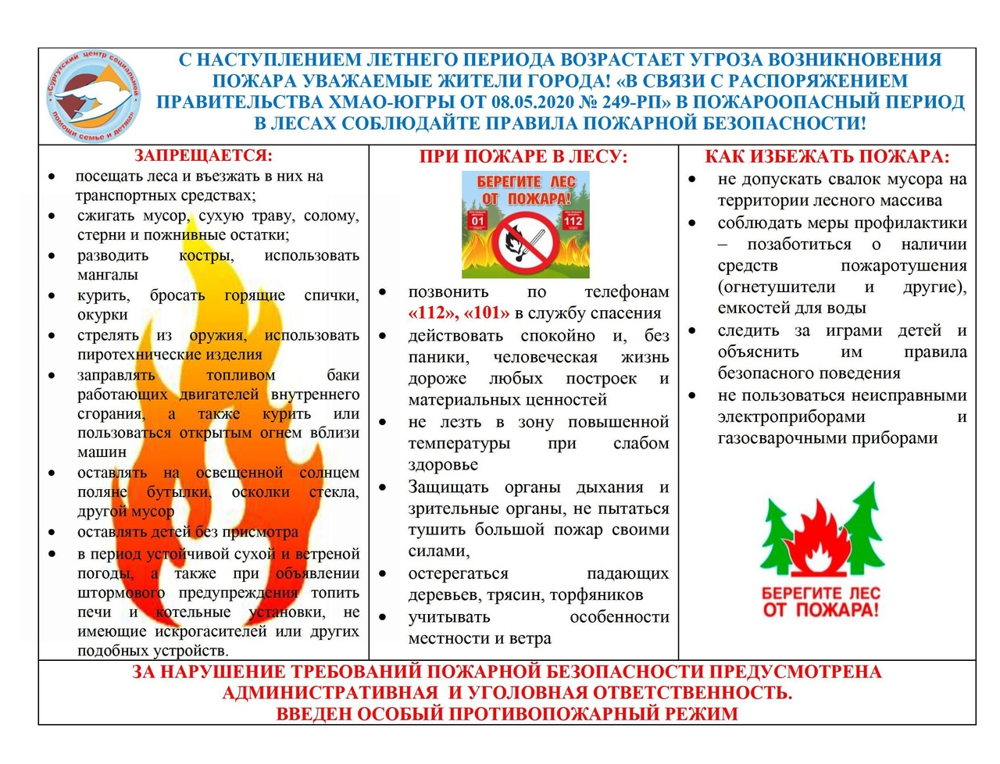 «Сургутский центр социальной помощи семье и детям»
С НАСТУПЛЕНИЕМ ЛЕТНЕГО ПЕРИОДА ВОЗРАСТАЕТ УГРОЗА ВОЗНИКНОВЕНИЯ
ПОЖАРА УВАЖАЕМЫЕ ЖИТЕЛИ ГОРОДА! «В СВЯЗИ С РАСПОРЯЖЕНИЕМ
ПРАВИТЕЛЬСТВА ХМАО-ЮГРЫ ОТ 08.05.2020 № 249-РП» В ПОЖАРООПАСНЫЙ ПЕРИОД
В ЛЕСАХ СОБЛЮДАЙТЕ ПРАВИЛА ПОЖАРНОЙ БЕЗОПАСНОСТИ!
ЗАПРЕЩАЕТСЯ:
• посещать леса и въезжать в них на
транспортных средствах;
• сжигать мусор, сухую траву, солому,
стерни и пожнивные остатки;
• разводить костры, использовать
мангалы
• курить, бросать горящие спички,
окурки
• стрелять из оружия, использовать
пиротехнические изделия
• заправлять топливом баки
работающих двигателей внутреннего
сгорания, а также курить или
пользоваться открытым огнем вблизи
машин
• оставлять на освещенной солнцем
поляне бутылки, осколки стекла,
другой мусор
• оставлять детей без присмотра
• в период устойчивой сухой и ветреной
погоды, а также при объявлении
штормового предупреждения топить
печи и котельные установки, не
имеющие искрогасителей или других
подобных устройств.
ПРИ ПОЖАРЕ В ЛЕСУ:
БЕРЕГИТЕ ЛЕС
ОТ ПОЖАРА!
01
112
• позвонить по телефонам
«112», «101» в службу спасения
• действовать спокойно и, без
паники, человеческая жизнь
дороже любых построек и
материальных ценностей
• не лезть в зону повышенной
температуры при слабом
здоровье
• Защищать органы дыхания и
зрительные органы, не пытаться
тушить большой пожар своими
силами,
• остерегаться падающих
деревьев, трясин, торфяников
• учитывать особенности
местности и ветра
КАК ИЗБЕЖАТЬ ПОЖАРА:
• не допускать свалок мусора на
территории лесного массива
• соблюдать меры профилактики
– позаботиться о наличии
средств пожаротушения
(огнетушители и другие),
емкостей для воды
• следить за играми детей и
объяснить им правила
безопасного поведения
• не пользоваться неисправными
электроприборами и
газосварочными приборами
БЕРЕГИТЕ ЛЕС
ОТ ПОЖАРА!
ЗА НАРУШЕНИЕ ТРЕБОВАНИЙ ПОЖАРНОЙ БЕЗОПАСНОСТИ ПРЕДУСМОТРЕНА
АДМИНИСТРАТИВНАЯ И УГОЛОВНАЯ ОТВЕТСТВЕННОСТЬ.
ВВЕДЕН ОСОБЫЙ ПРОТИВОПОЖАРНЫЙ РЕЖИМ